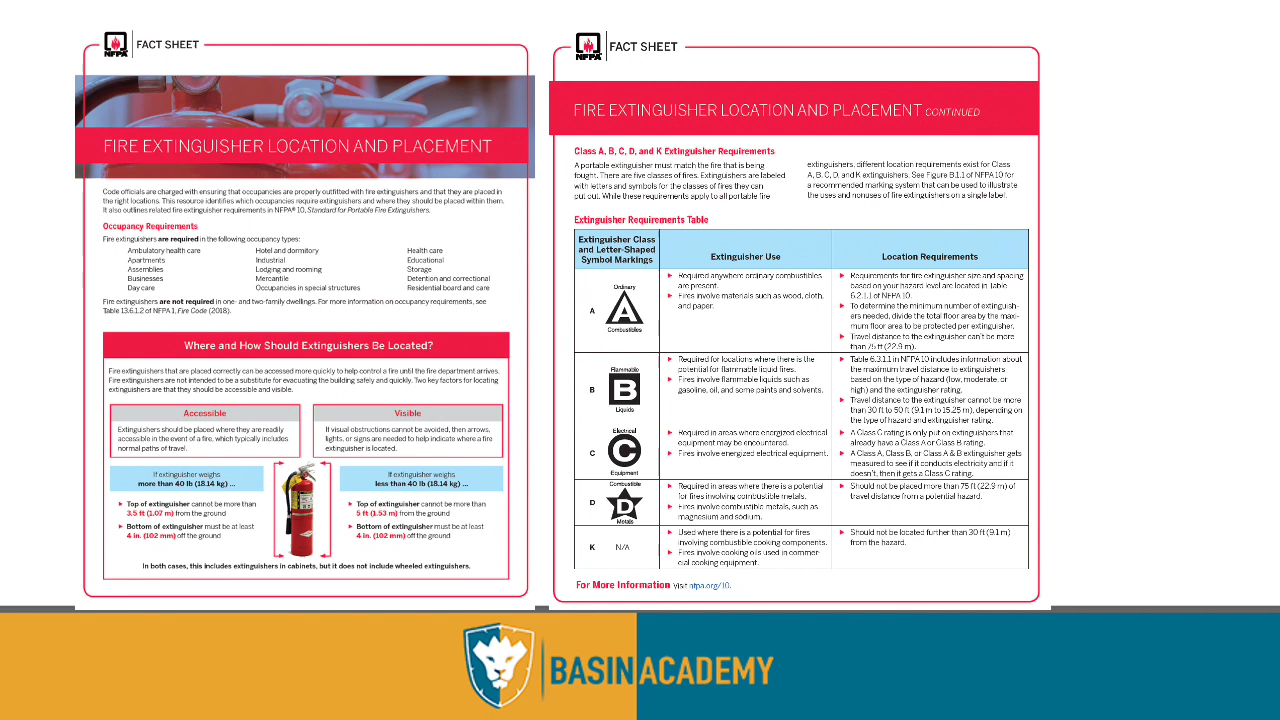 NFPA
FACT SHEET
FIRE EXTINGUISHER LOCATION AND PLACEMENT
Code officials are charged with ensuring that occupancies are properly outfitted with fire extinguishers and that they are placed in
the right locations. This resource identifies which occupancies require extinguishers and where they should be placed within them.
It also outlines related fire extinguisher requirements in NFPA® 10, Standard for Portable Fire Extinguishers.
Occupancy Requirements
Fire extinguishers are required in the following occupancy types:
Ambulatory health care
Apartments
Assemblies
Businesses
Day care
Hotel and dormitory
Industrial
Lodging and rooming
Mercantile
Occupancies in special structures
Health care
Educational
Storage
Detention and correctional
Residential board and care
Fire extinguishers are not required in one- and two-family dwellings. For more information on occupancy requirements, see
Table 13.6.1.2 of NFPA 1, Fire Code (2018).
Where and How Should Extinguishers Be Located?
Fire extinguishers that are placed correctly can be accessed more quickly to help control a fire until the fire department arrives.
Fire extinguishers are not intended to be a substitute for evacuating the building safely and quickly. Two key factors for locating
extinguishers are that they should be accessible and visible.
Accessible
Extinguishers should be placed where they are readily
accessible in the event of a fire, which typically includes
normal paths of travel.
Visible
If visual obstructions cannot be avoided, then arrows,
lights, or signs are needed to help indicate where a fire
extinguisher is located.
If extinguisher weighs
more than 40 lb (18.14 kg) ...
► Top of extinguisher cannot be more than
3.5 ft (1.07 m) from the ground
► Bottom of extinguisher must be at least
4 in. (102 mm) off the ground
If extinguisher weighs
less than 40 lb (18.14 kg) ...
► Top of extinguisher cannot be more than
5 ft (1.53 m) from the ground
► Bottom of extinguisher must be at least
4 in. (102 mm) off the ground
In both cases, this includes extinguishers in cabinets, but it does not include wheeled extinguishers.
NFPA
FACT SHEET
FIRE EXTINGUISHER LOCATION AND PLACEMENT CONTINUED
Class A, B, C, D, and K Extinguisher Requirements
A portable extinguisher must match the fire that is being
fought. There are five classes of fires. Extinguishers are labeled
with letters and symbols for the classes of fires they can
put out. While these requirements apply to all portable fire
extinguishers, different location requirements exist for Class
A, B, C, D, and K extinguishers. See Figure B.1.1 of NFPA 10 for
a recommended marking system that can be used to illustrate
the uses and nonuses of fire extinguishers on a single label.
Extinguisher Requirements Table
Extinguisher Class
and Letter-Shaped
Symbol Markings
Extinguisher Use
Location Requirements
A
Ordinary
A
Combustibles
► Required anywhere ordinary combustibles
are present.
► Fires involve materials such as wood, cloth,
and paper.
► Requirements for fire extinguisher size and spacing
based on your hazard level are located in Table
6.2.1.1 of NFPA 10.
► To determine the minimum number of extinguish-
ers needed, divide the total floor area by the maxi-
mum floor area to be protected per extinguisher.
► Travel distance to the extinguisher can't be more
than 75 ft (22.9 m).
B
Flammable
B
Liquids
► Required for locations where there is the
potential for flammable liquid fires.
► Fires involve flammable liquids such as
gasoline, oil, and some paints and solvents.
► Table 6.3.1.1 in NFPA 10 includes information about
the maximum travel distance to extinguishers
based on the type of hazard (low, moderate, or
high) and the extinguisher rating.
► Travel distance to the extinguisher cannot be more
than 30 ft to 50 ft (9.1 m to 15.25 m), depending on
the type of hazard and extinguisher rating.
C
Electrical
C
Equipment
► Required in areas where energized electrical
equipment may be encountered.
► Fires involve energized electrical equipment.
► A Class C rating is only put on extinguishers that
already have a Class A or Class B rating.
► A Class A, Class B, or Class A & B extinguisher gets
measured to see if it conducts electricity and if it
doesn't, then it gets a Class C rating.
D
Combustible
D
Metals
► Required in areas where there is a potential
for fires involving combustible metals.
► Fires involve combustible metals, such as
magnesium and sodium.
► Should not be placed more than 75 ft (22.9 m) of
travel distance from a potential hazard.
K
N/A
► Used where there is a potential for fires
involving combustible cooking components.
► Fires involve cooking oils used in commer-
cial cooking equipment.
► Should not be located further than 30 ft (9.1 m)
from the hazard.
For More Information Visit nfpa.org/10.
BASIN ACADEMY